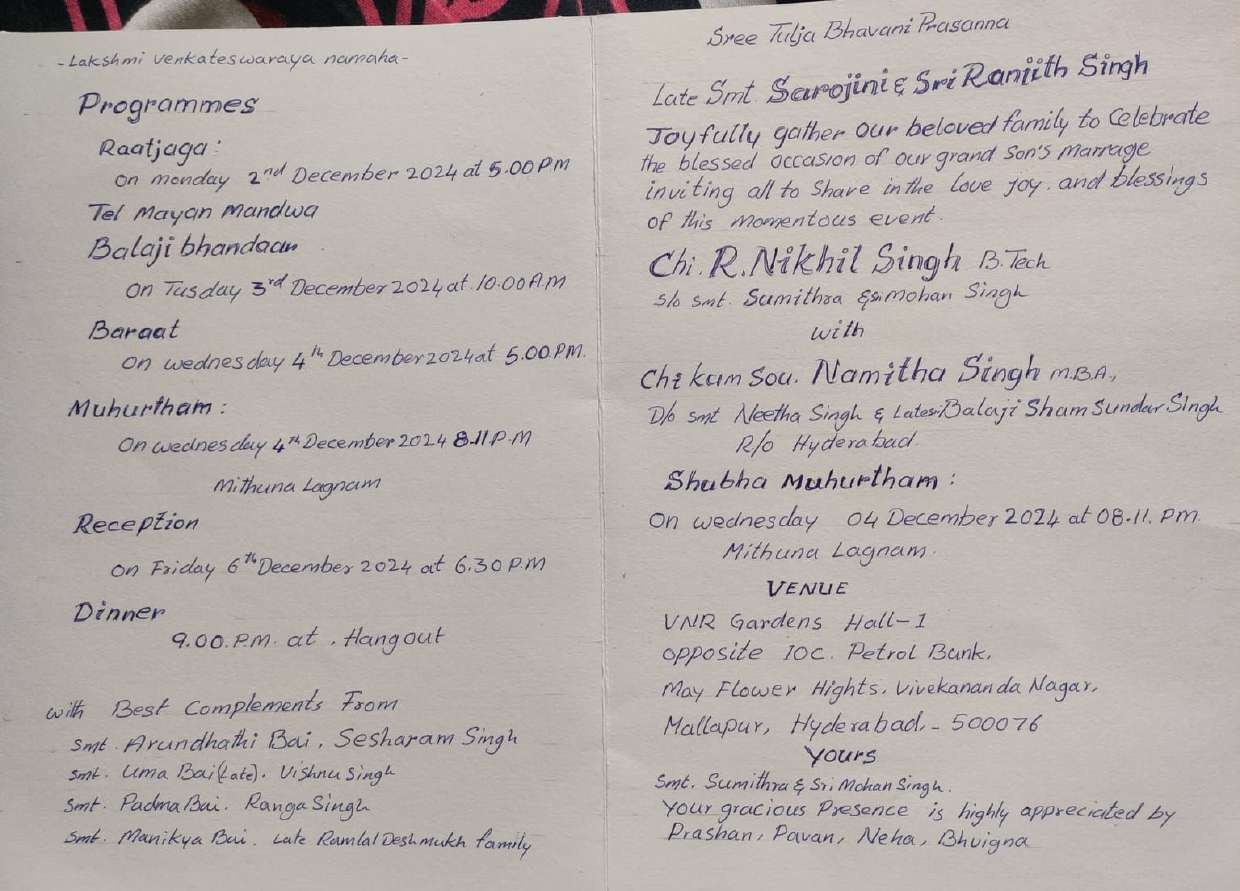 -Lakshmi Venkateswaraya namaha-
Programmes
Raatjaga:
On monday 2nd December 2024 at 5.00 PM
Tel Mayan Mandwa
Balaji bhandaan
On Tusday 3rd December 2024 at 10.00 A.M
Baraat
On wednesday 4th December 2024 at 5.00.P.M.
Muhurtham:
On wednesday 4th December 2024 8.11 P.M
Mithuna Lagnam
Reception
On Friday 6th December 2024 at 6.30 P.M
Dinner
9.00.P.M. at . Hangout
with Best Complements From
Smt. Arundhathi Bai, Sesharam Singh
Smt. Uma Bai (Late). Vishnu Singh
Smt. Padma Bai. Ranga Singh
Smt. Manikya Bai. Late Ramlal Deshmukh family
Sree Tulja Bhavani Prasanna
Late Smt Sarojini & Sri Ranjith Singh
Joyfully gather our beloved family to Celebrate
the blessed occasion of our grand Son's Marrage
inviting all to Share in the love joy. and blessings
of this momentous event.
Chi. R. Nikhil Singh B.Tech
S/o Smt. Sumithra & Sri Mohan Singh
with
Chi kum Sou. Namitha Singh M.B.A,
D/o Smt Neetha Singh & Late Sri Balaji Sham Sundar Singh
R/o Hyderabad
Shubha Muhurtham:
On wednesday 04 December 2024 at 08.11. PM.
Mithuna Lagnam.
VENUE
VNR Gardens Hall-1
opposite IOC. Petrol Bunk,
May Flower Hights, Vivekananda Nagar,
Mallapur, Hyderabad.- 500076
Yours
Smt. Sumithra & Sri Mohan Singh.
Your gracious Presence is highly appreciated by
Prashan, Pavan, Neha, Bhuigna